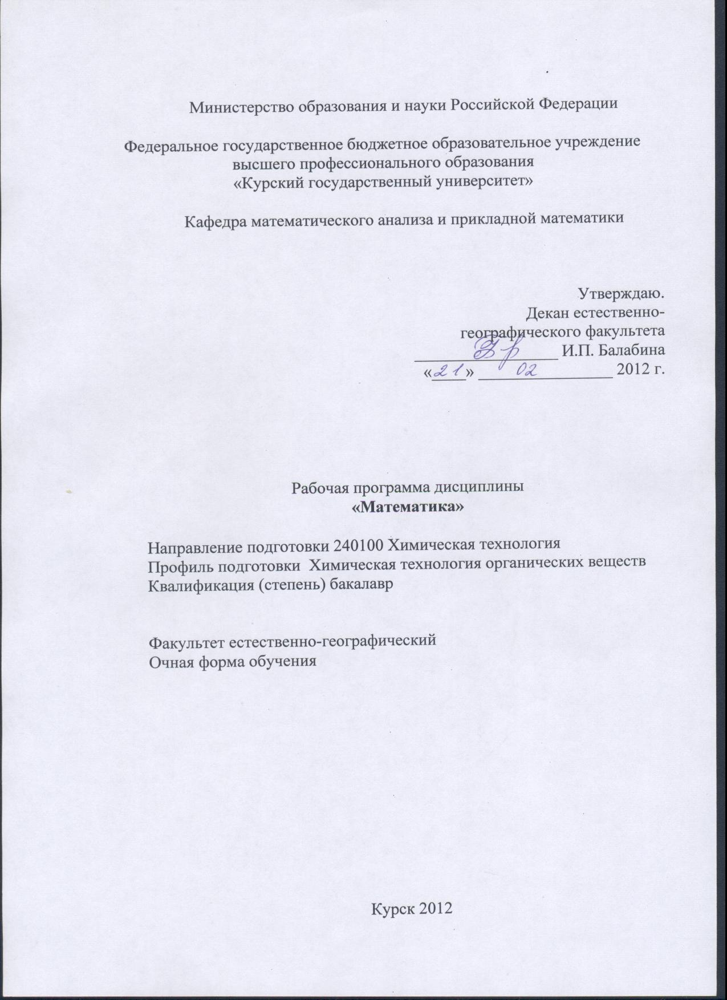 Министерство образования и науки Российской Федерации
Федеральное государственное бюджетное образовательное учреждение
высшего профессионального образования
«Курский государственный университет»
Кафедра математического анализа и прикладной математики
Утверждаю.
Декан естественно-
географического факультета
И.П. Балабина
«21» 02 2012 г.
Рабочая программа дисциплины
«Математика»
Направление подготовки 240100 Химическая технология
Профиль подготовки Химическая технология органических веществ
Квалификация (степень) бакалавр
Факультет естественно-географический
Очная форма обучения
Курск 2012